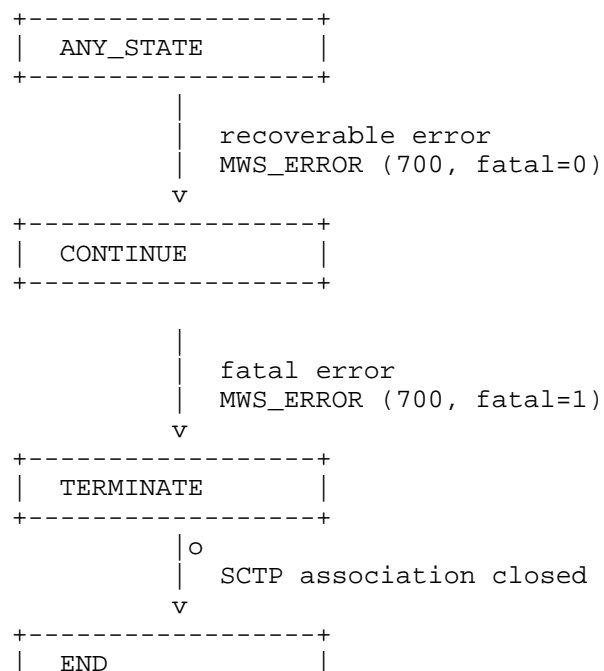 +------------------+
|  ANY_STATE       |
+------------------+
|
|  recoverable error
|  MWS_ERROR (700, fatal=0)
v
+------------------+
|  CONTINUE        |
+------------------+
|
|  fatal error
|  MWS_ERROR (700, fatal=1)
v
+------------------+
|  TERMINATE       |
+------------------+
|o
|  SCTP association closed
v
+------------------+
|  END             |